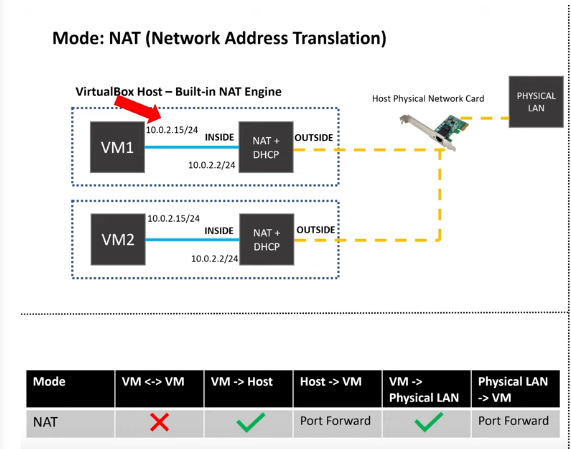 Mode: NAT (Network Address Translation)
VirtualBox Host – Built-in NAT Engine
Host Physical Network Card
PHYSICAL
LAN
VM1
10.0.2.15/24
INSIDE
10.0.2.2/24
NAT +
DHCP
OUTSIDE
VM2
10.0.2.15/24
INSIDE
10.0.2.2/24
NAT +
DHCP
OUTSIDE
Mode VM <-> VM VM -> Host Host -> VM VM -> Physical LAN Physical LAN -> VM
NAT Port Forward Port Forward